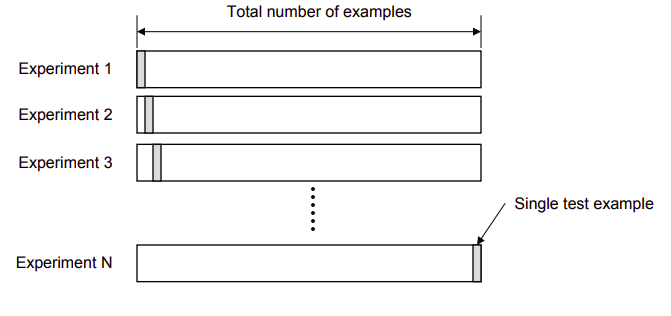 Total number of examples
Experiment 1
Experiment 2
Experiment 3
Single test example
Experiment N